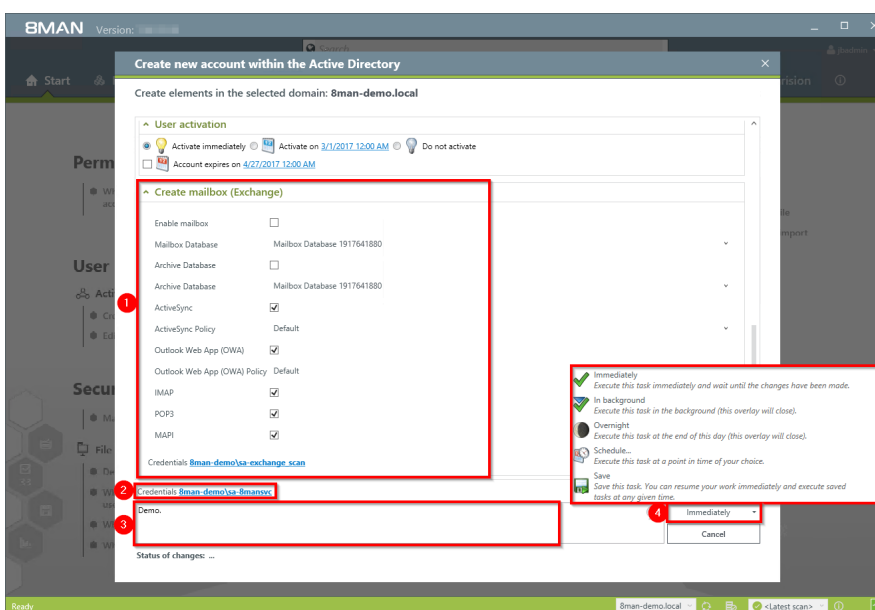 8MAN Version:
Search
jbadmin
Start
Create new account within the Active Directory
Create elements in the selected domain: 8man-demo.local
User activation
Activate immediately Activate on 3/1/2017 12:00 AM Do not activate
Account expires on 4/27/2017 12:00 AM
Perm
Create mailbox (Exchange)
Enable mailbox
Mailbox Database Mailbox Database 1917641880
Archive Database
Archive Database Mailbox Database 1917641880
User
Acti
1
ActiveSync
ActiveSync Policy Default
Edi
Outlook Web App (OWA)
Outlook Web App (OWA) Policy Default
IMAP
POP3
MAPI
Secur
File
Credentials 8man-demo\sa-exchange_scan
Immediately
Execute this task immediately and wait until the changes have been made.
In background
Execute this task in the background (this overlay will close).
Overnight
Execute this task at the end of this day (this overlay will close).
Schedule...
Execute this task at a point in time of your choice.
Save
Save this task. You can resume your work immediately and execute saved
tasks at any given time.
2
Credentials 8man-demo\sa-8mansvc
3
Demo.
4
Immediately
Cancel
Status of changes: ...
Ready
8man-demo.local
<Latest scan>